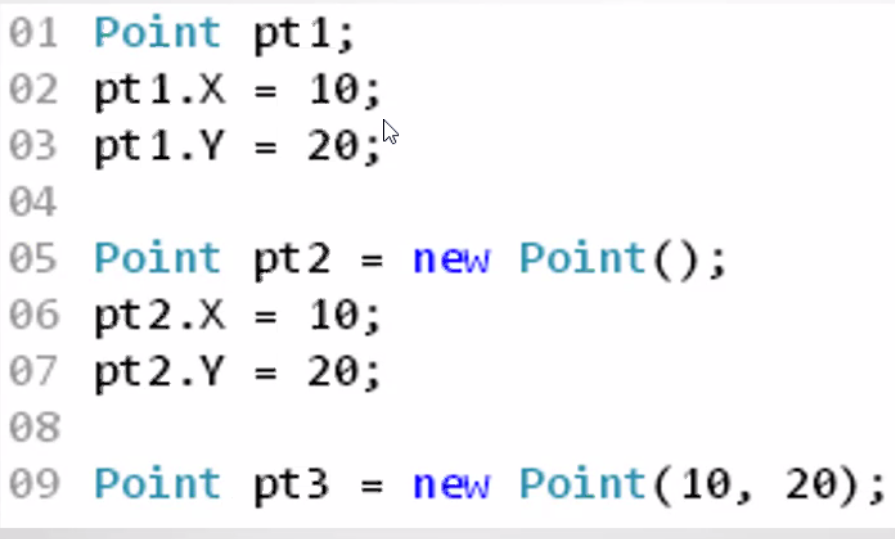 01 Point pt1;
02 pt1.X = 10;
03 pt1.Y = 20;
04
05 Point pt2 = new Point();
06 pt2.X = 10;
07 pt2.Y = 20;
08
09 Point pt3 = new Point(10, 20);